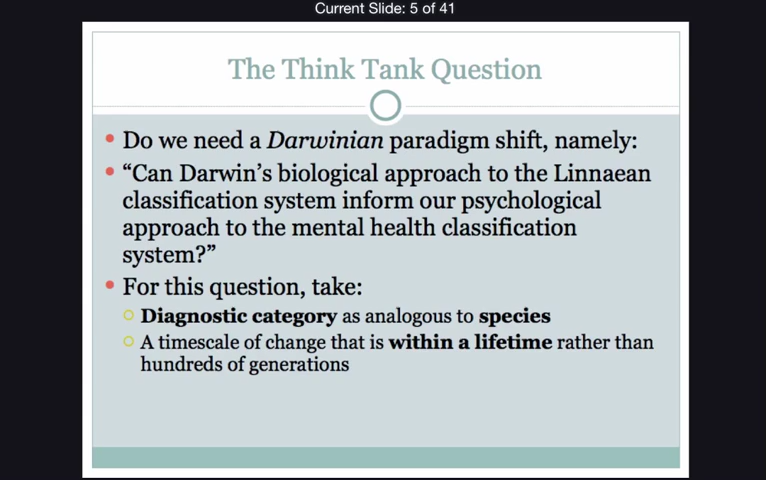 Current Slide: 5 of 41
The Think Tank Question
Do we need a Darwinian paradigm shift, namely:
“Can Darwin’s biological approach to the Linnaean
classification system inform our psychological
approach to the mental health classification
system?”
For this question, take:
Diagnostic category as analogous to species
A timescale of change that is within a lifetime rather than
hundreds of generations